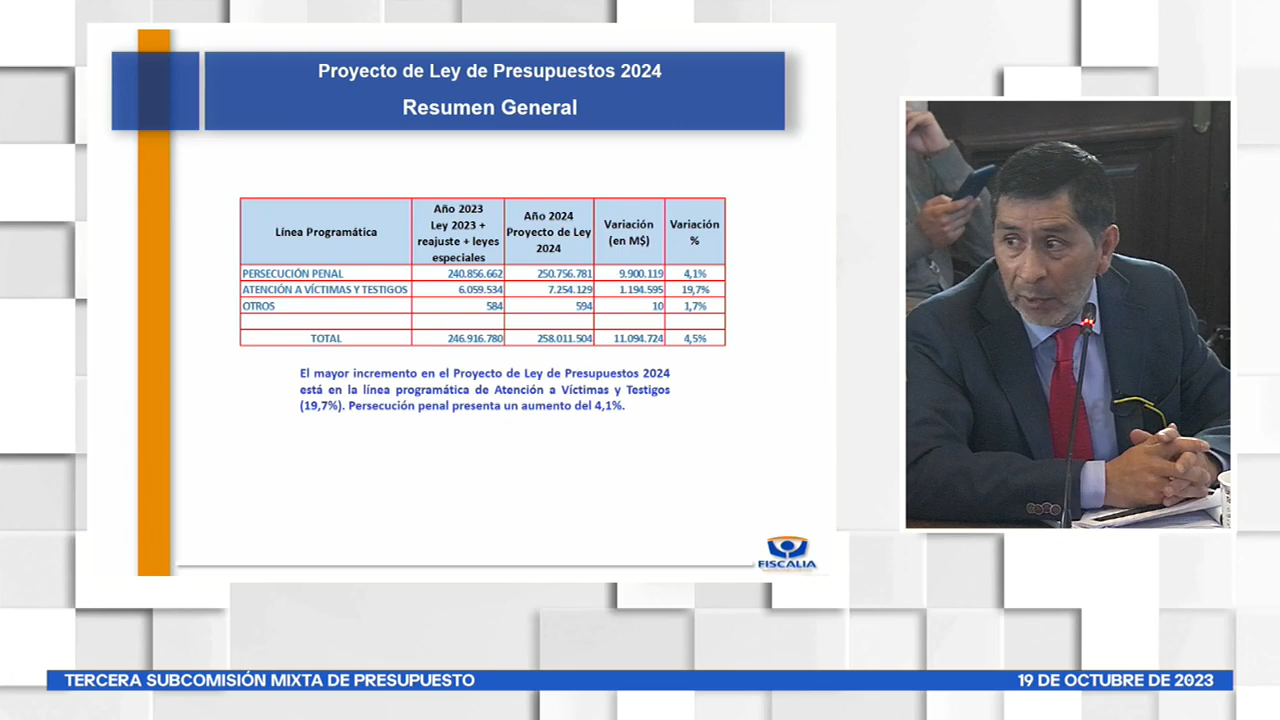 Proyecto de Ley de Presupuestos 2024
Resumen General
Línea Programática
Año 2023
Ley 2023 +
reajuste + leyes
especiales
Año 2024
Proyecto de Ley
2024
Variación
(en M$)
Variación
%
PERSECUCIÓN PENAL 240.856.662 250.756.781 9.900.119 4,1%
ATENCIÓN A VÍCTIMAS Y TESTIGOS 6.059.534 7.254.129 1.194.595 19,7%
OTROS 584 594 10 1,7%
TOTAL 246.916.780 258.011.504 11.094.724 4,5%
El mayor incremento en el Proyecto de Ley de Presupuestos 2024
está en la línea programática de Atención a Víctimas y Testigos
(19,7%). Persecución penal presenta un aumento del 4,1%.
FISCALIA
TERCERA SUBCOMISIÓN MIXTA DE PRESUPUESTO
19 DE OCTUBRE DE 2023